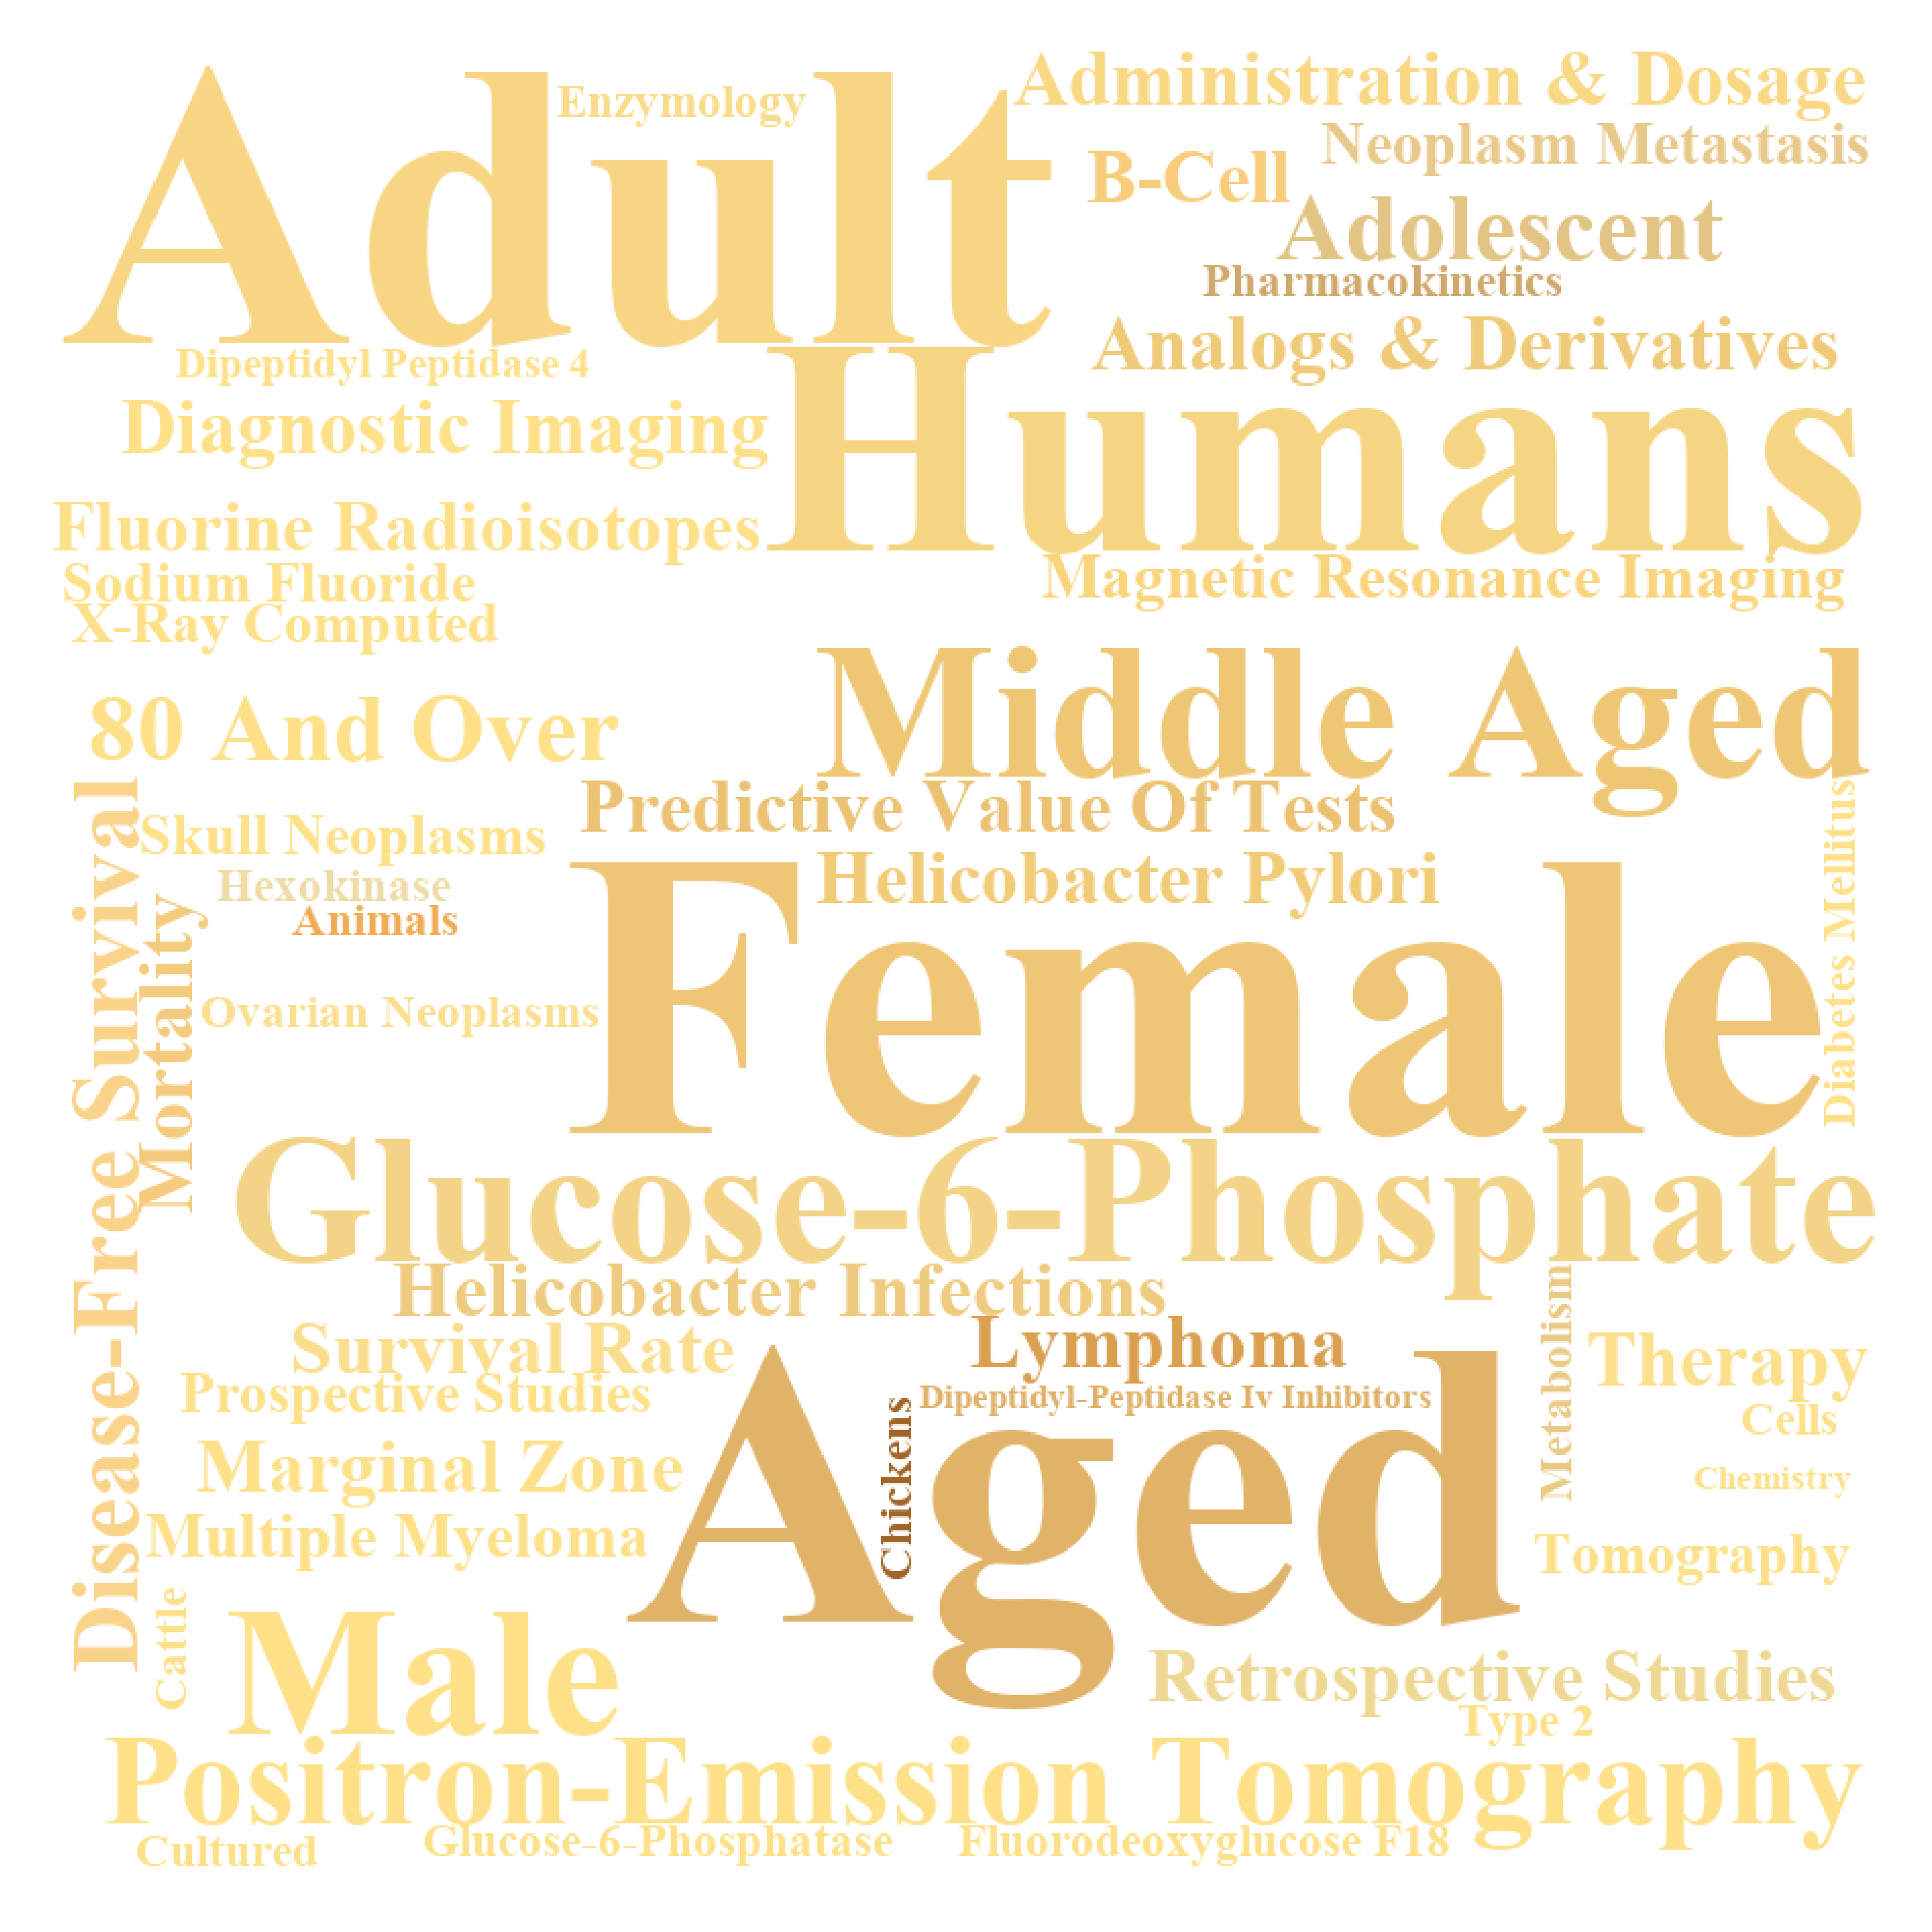 Adult
Enzymology
Administration & Dosage
Neoplasm Metastasis
B-Cell
Adolescent
Pharmacokinetics
Analogs & Derivatives
Dipeptidyl Peptidase 4
Humans
Diagnostic Imaging
Fluorine Radioisotopes
Sodium Fluoride
Magnetic Resonance Imaging
X-Ray Computed
Middle Aged
80 And Over
Predictive Value Of Tests
Skull Neoplasms
Helicobacter Pylori
Hexokinase
Animals
Disease-Free Survival
Mortality
Diabetes Mellitus
Female
Ovarian Neoplasms
Glucose-6-Phosphate
Helicobacter Infections
Survival Rate
Lymphoma
Metabolism
Therapy
Prospective Studies
Dipeptidyl-Peptidase Iv Inhibitors
Chickens
Cells
Aged
Marginal Zone
Chemistry
Multiple Myeloma
Tomography
Cattle
Male
Retrospective Studies
Type 2
Positron-Emission Tomography
Cultured
Glucose-6-Phosphatase
Fluorodeoxyglucose F18